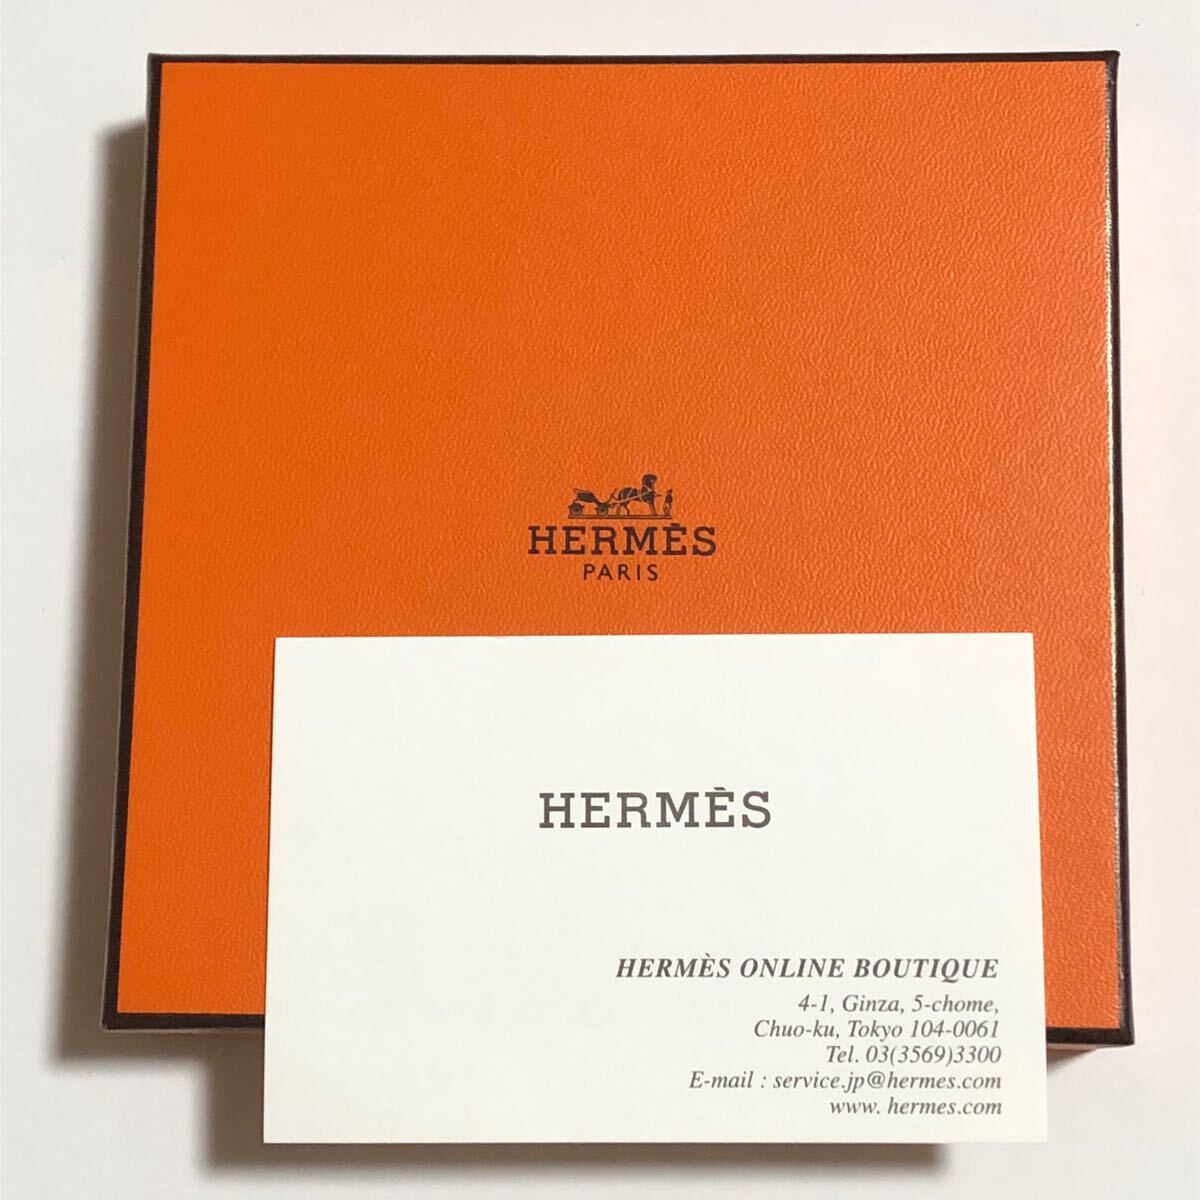 HERMÈS
PARIS
HERMÈS
HERMÈS ONLINE BOUTIQUE
4-1, Ginza, 5-chome,
Chuo-ku, Tokyo 104-0061
Tel. 03(3569)3300
E-mail : service.jp@hermes.com
www. hermes.com